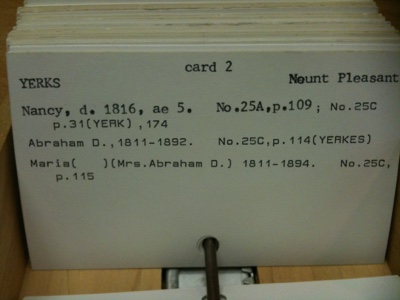 card 2
YERKS Mount Pleasant
Nancy, d. 1816, ae 5. No.25A,p.109; No.25C
p.31(YERK),174
Abraham D.,1811-1892. No.25C,p.114(YERKES)
Maria( )(Mrs.Abraham D.) 1811-1894. No.25C,
p.115